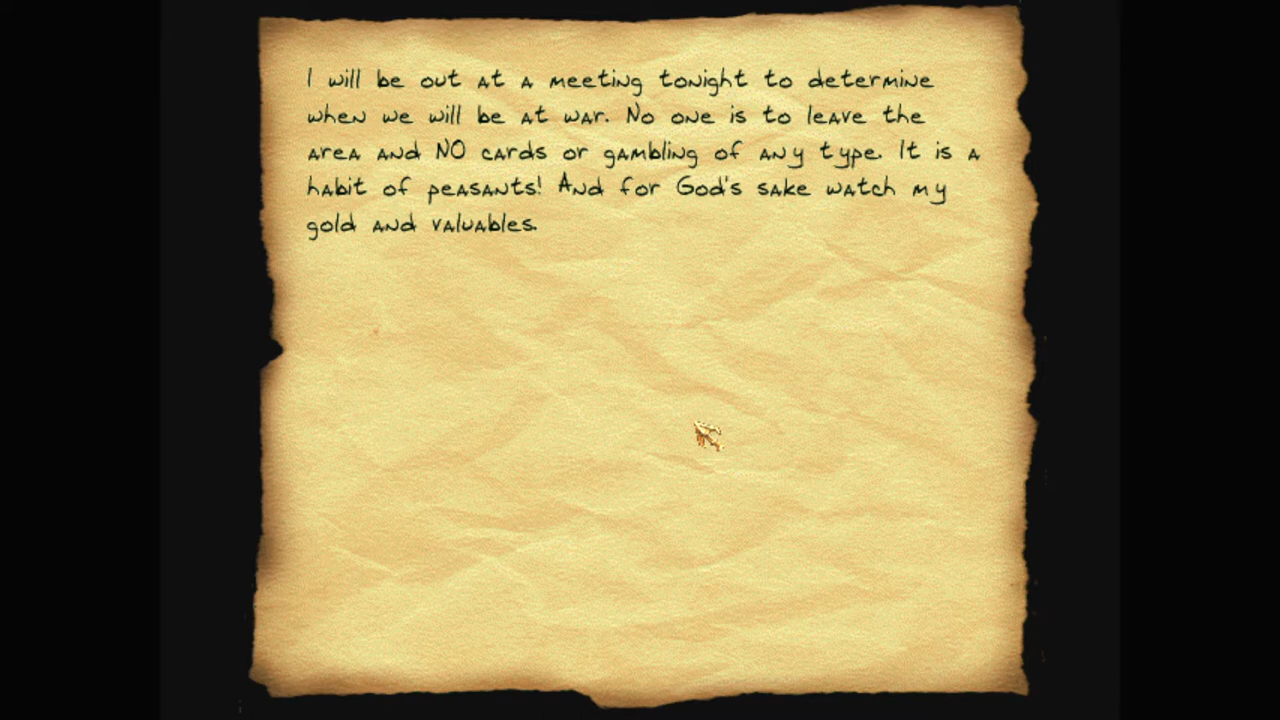 I will be out at a meeting tonight to determine
when we will be at war. No one is to leave the
area and NO cards or gambling of any type. It is a
habit of peasants! And for God's sake watch my
gold and valuables.